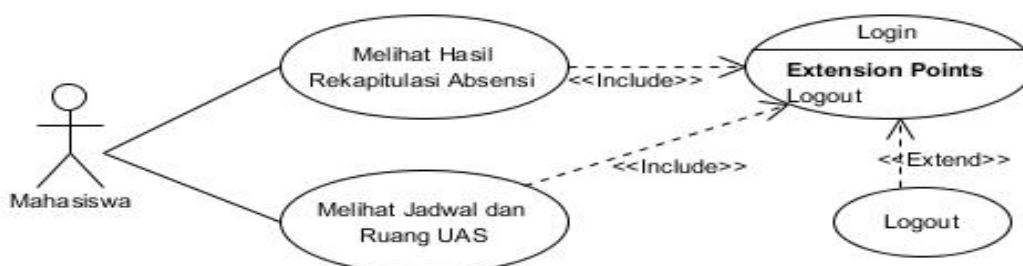 Melihat Hasil
Rekapitulasi Absensi
<<Include>>
Login
Extension Points
Logout
Mahasiswa
Melihat Jadwal dan
Ruang UAS
<<Include>>
<<Extend>>
Logout